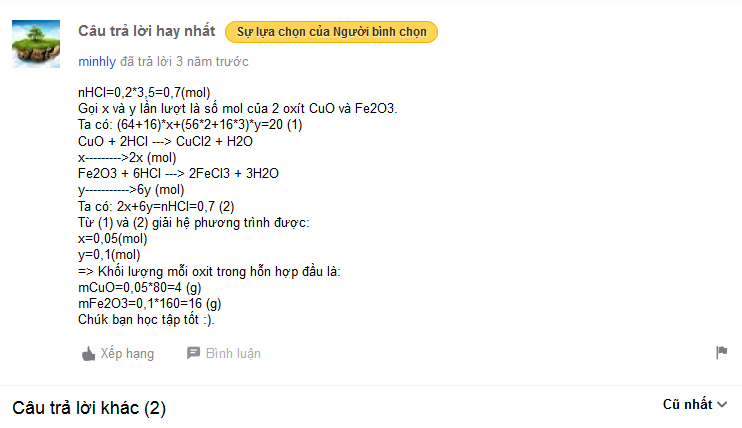 Câu trả lời hay nhất
Sự lựa chọn của Người bình chọn
minhly đã trả lời 3 năm trước
nHCl=0,2*3,5=0,7(mol)
Gọi x và y lần lượt là số mol của 2 oxít CuO và Fe2O3.
Ta có: (64+16)*x+(56*2+16*3)*y=20 (1)
CuO + 2HCl ---> CuCl2 + H2O
x--------->2x (mol)
Fe2O3 + 6HCl ---> 2FeCl3 + 3H2O
y----------->6y (mol)
Ta có: 2x+6y=nHCl=0,7 (2)
Từ (1) và (2) giải hệ phương trình được:
x=0,05(mol)
y=0,1(mol)
=> Khối lượng mỗi oxit trong hỗn hợp đầu là:
mCuO=0,05*80=4 (g)
mFe2O3=0,1*160=16 (g)
Chúk bạn học tập tốt :).
Xếp hạng
Bình luận
Câu trả lời khác (2)
Cũ nhất